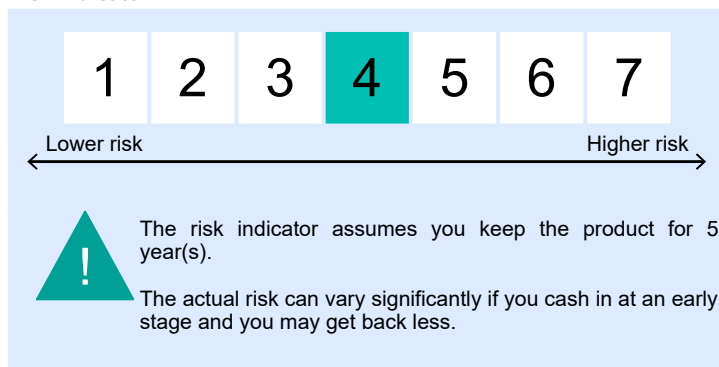 1 2 3 4 5 6 7
Lower risk Higher risk
!
The risk indicator assumes you keep the product for 5
year(s).
The actual risk can vary significantly if you cash in at an early
stage and you may get back less.